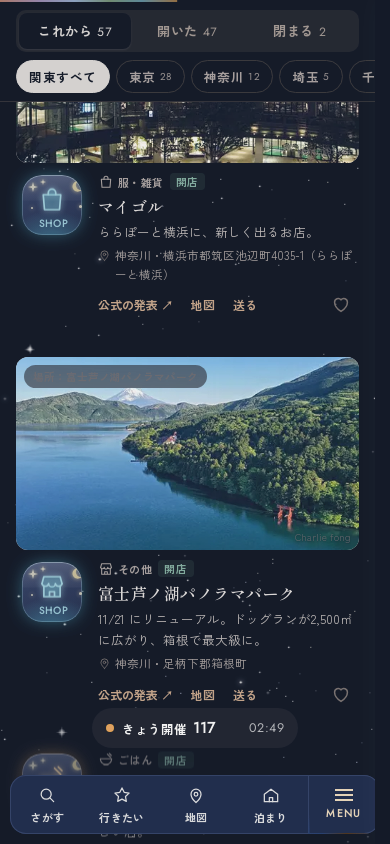 これから 57
開いた 47
閉まる 2
関東すべて
東京 28
神奈川 12
埼玉 5
千
服・雑貨
開店
SHOP
マイゴル
ららぽーと横浜に、新しく出るお店。
神奈川・横浜市都筑区池辺町4035-1（ららぽ
ーと横浜）
公式の発表 ↗
地図
送る
Charlie fong
その他
開店
SHOP
富士芦ノ湖パノラマパーク
11/21 にリニューアル。ドッグランが2,500㎡
に広がり、箱根で最大級に。
神奈川・足柄下郡箱根町
公式の発表 ↗
地図
送る
きょう開催 117
02:49
ごはん
開店
さがす
行きたい
地図
泊まり
MENU